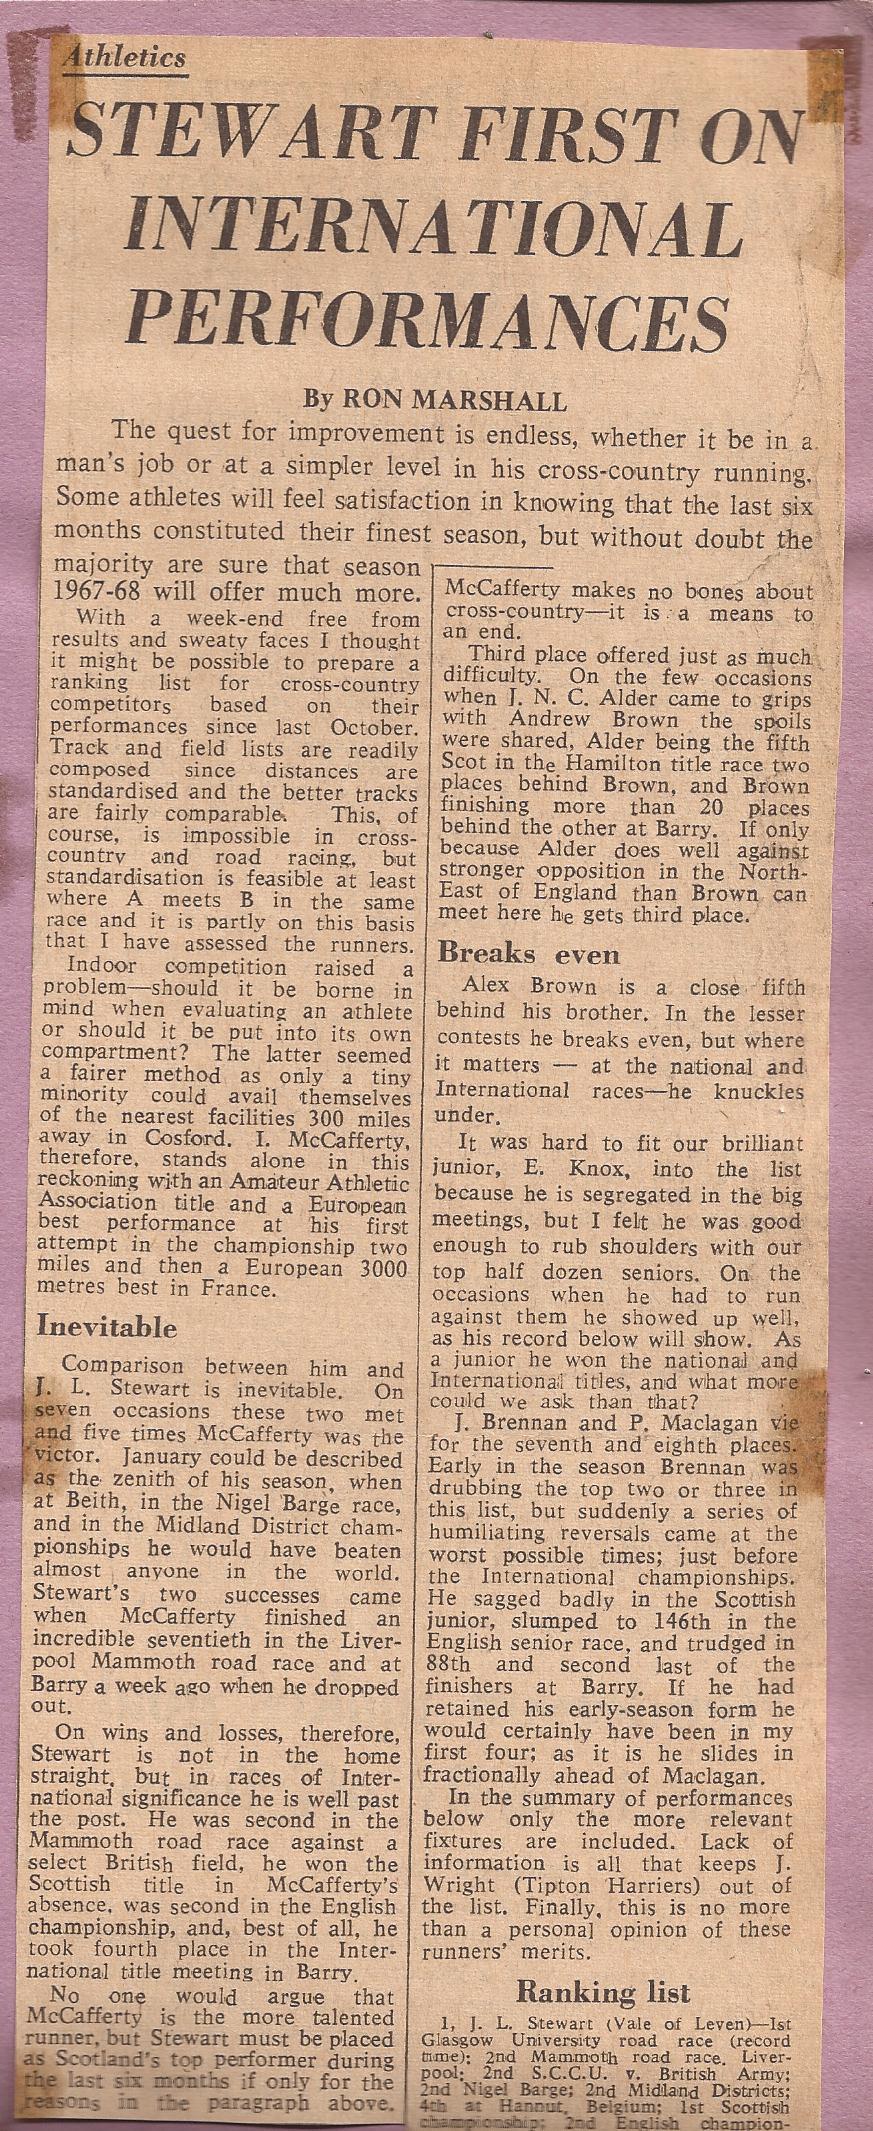 Athletics
STEWART FIRST ON
INTERNATIONAL
PERFORMANCES
By RON MARSHALL
The quest for improvement is endless, whether it be in a
man's job or at a simpler level in his cross-country running.
Some athletes will feel satisfaction in knowing that the last six
months constituted their finest season, but without doubt the
majority are sure that season
1967-68 will offer much more.
With a week-end free from
results and sweaty faces I thought
it might be possible to prepare a
ranking list for cross-country
competitors based on their
performances since last October.
Track and field lists are readily
composed since distances are
standardised and the better tracks
are fairly comparable. This, of
course, is impossible in cross-
country and road racing, but
standardisation is feasible at least
where A meets B in the same
race and it is partly on this basis
that I have assessed the runners.
Indoor competition raised a
problem—should it be borne in
mind when evaluating an athlete
or should it be put into its own
compartment? The latter seemed
a fairer method as only a tiny
minority could avail themselves
of the nearest facilities 300 miles
away in Cosford. I. McCafferty,
therefore, stands alone in this
reckoning with an Amateur Athletic
Association title and a European
best performance at his first
attempt in the championship two
miles and then a European 3000
metres best in France.
Inevitable
Comparison between him and
J. L. Stewart is inevitable. On
seven occasions these two met
and five times McCafferty was the
victor. January could be described
as the zenith of his season, when
at Beith, in the Nigel Barge race,
and in the Midland District cham-
pionships he would have beaten
almost anyone in the world.
Stewart's two successes came
when McCafferty finished an
incredible seventieth in the Liver-
pool Mammoth road race and at
Barry a week ago when he dropped
out.
On wins and losses, therefore,
Stewart is not in the home
straight, but in races of Inter-
national significance he is well past
the post. He was second in the
Mammoth road race against a
select British field, he won the
Scottish title in McCafferty's
absence, was second in the English
championship, and, best of all, he
took fourth place in the Inter-
national title meeting in Barry.
No one would argue that
McCafferty is the more talented
runner, but Stewart must be placed
as Scotland's top performer during
the last six months if only for the
reasons in the paragraph above.
McCafferty makes no bones about
cross-country—it is a means to
an end.
Third place offered just as much
difficulty. On the few occasions
when J. N. C. Alder came to grips
with Andrew Brown the spoils
were shared, Alder being the fifth
Scot in the Hamilton title race two
places behind Brown, and Brown
finishing more than 20 places
behind the other at Barry. If only
because Alder does well against
stronger opposition in the North-
East of England than Brown can
meet here he gets third place.
Breaks even
Alex Brown is a close fifth
behind his brother. In the lesser
contests he breaks even, but where
it matters — at the national and
International races—he knuckles
under.
It was hard to fit our brilliant
junior, E. Knox, into the list
because he is segregated in the big
meetings, but I felt he was good
enough to rub shoulders with our
top half dozen seniors. On the
occasions when he had to run
against them he showed up well,
as his record below will show. As
a junior he won the national and
International titles, and what more
could we ask than that?
J. Brennan and P. Maclagan vie
for the seventh and eighth places.
Early in the season Brennan was
drubbing the top two or three in
this list, but suddenly a series of
humiliating reversals came at the
worst possible times; just before
the International championships.
He sagged badly in the Scottish
junior, slumped to 146th in the
English senior race, and trudged in
88th and second last of the
finishers at Barry. If he had
retained his early-season form he
would certainly have been in my
first four; as it is he slides in
fractionally ahead of Maclagan.
In the summary of performances
below only the more relevant
fixtures are included. Lack of
information is all that keeps J.
Wright (Tipton Harriers) out of
the list. Finally, this is no more
than a personal opinion of these
runners' merits.
Ranking list
1, J. L. Stewart (Vale of Leven)—1st
Glasgow University road race (record
time); 2nd Mammoth road race, Liver-
pool; 2nd S.C.C.U. v. British Army;
2nd Nigel Barge; 2nd Midland Districts;
4th at Hannut, Belgium; 1st Scottish
championship; 2nd English champion-